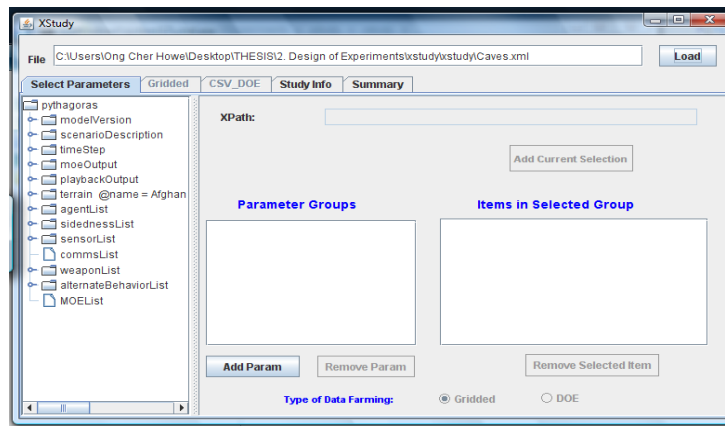 XStudy
File C:\Users\Ong Cher Howe\Desktop\THESIS\2. Design of Experiments\xstudy\xstudy\Caves.xml Load
Select Parameters Gridded CSV_DOE Study Info Summary
pythagoras
modelVersion
scenarioDescription
timeStep
moeOutput
playbackOutput
terrain @name = Afghan
agentList
sidednessList
sensorList
commsList
weaponList
alternateBehaviorList
MOEList
XPath:
Add Current Selection
Parameter Groups Items in Selected Group
Add Param Remove Param Remove Selected Item
Type of Data Farming: Gridded DOE